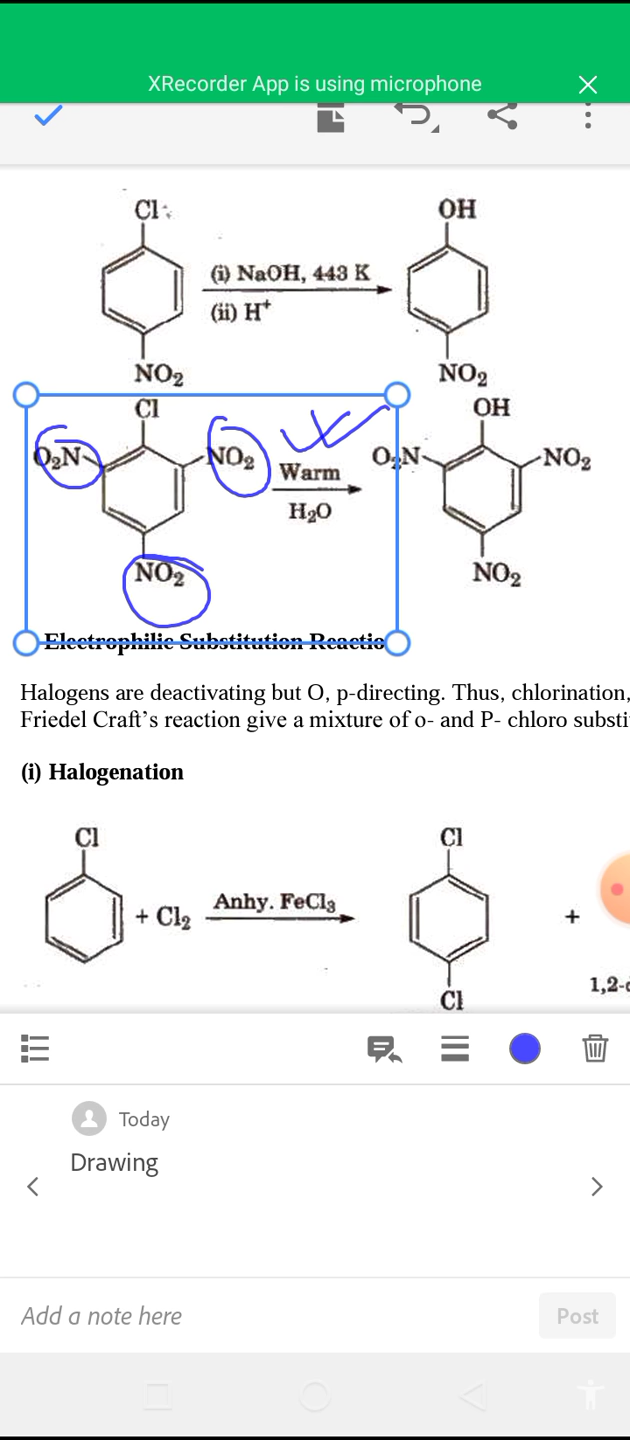 XRecorder App is using microphone
Cl
OH
(i) NaOH, 443 K
(ii) H⁺
NO₂
NO₂
Cl
OH
O₂N
NO₂
Warm
H₂O
O₂N
NO₂
NO₂
NO₂
Electrophilic Substitution Reactio
Halogens are deactivating but O, p-directing. Thus, chlorination,
Friedel Craft's reaction give a mixture of o- and P- chloro substi
(i) Halogenation
Cl
Cl
+ Cl₂
Anhy. FeCl₃
+
1,2-
Cl
Today
Drawing
Add a note here
Post